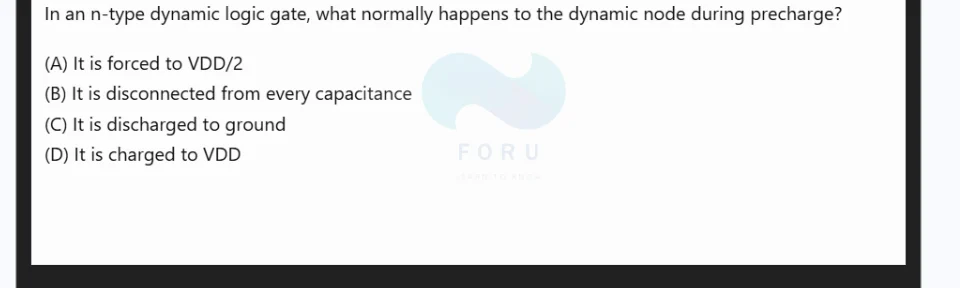 In an n-type dynamic logic gate, what normally happens to the dynamic node during precharge?
(A) It is forced to VDD/2
(B) It is disconnected from every capacitance
(C) It is discharged to ground
(D) It is charged to VDD
FORU